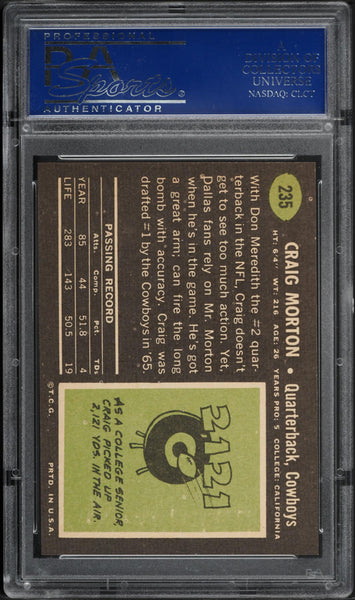 PROFESSIONAL
PSA
Sports
AUTHENTICATOR
A
DIVISION OF
COLLECTORS
UNIVERSE
NASDAQ: CLCT
235
CRAIG MORTON • Quarterback, Cowboys
HT: 6'4" WT: 216 AGE: 26 YEARS PRO: 5 COLLEGE: CALIFORNIA
With Don Meredith the #2 quar-
terback in the NFL, Craig doesn't
get to see too much action. Yet,
Dallas fans rely on Mr. Morton
when he's in the game. He's got
a great arm; can fire the long
bomb with accuracy. Craig was
drafted #1 by the Cowboys in '65.
PASSING RECORD
Atts. Comp. Pct. TDs.
YEAR 85 44 51.8 4
LIFE 283 143 50.5 19
2,121
AS A COLLEGE SENIOR
CRAIG PICKED UP
2,121 YDS. IN THE AIR.
© T.C.G. PRTD. IN U.S.A.